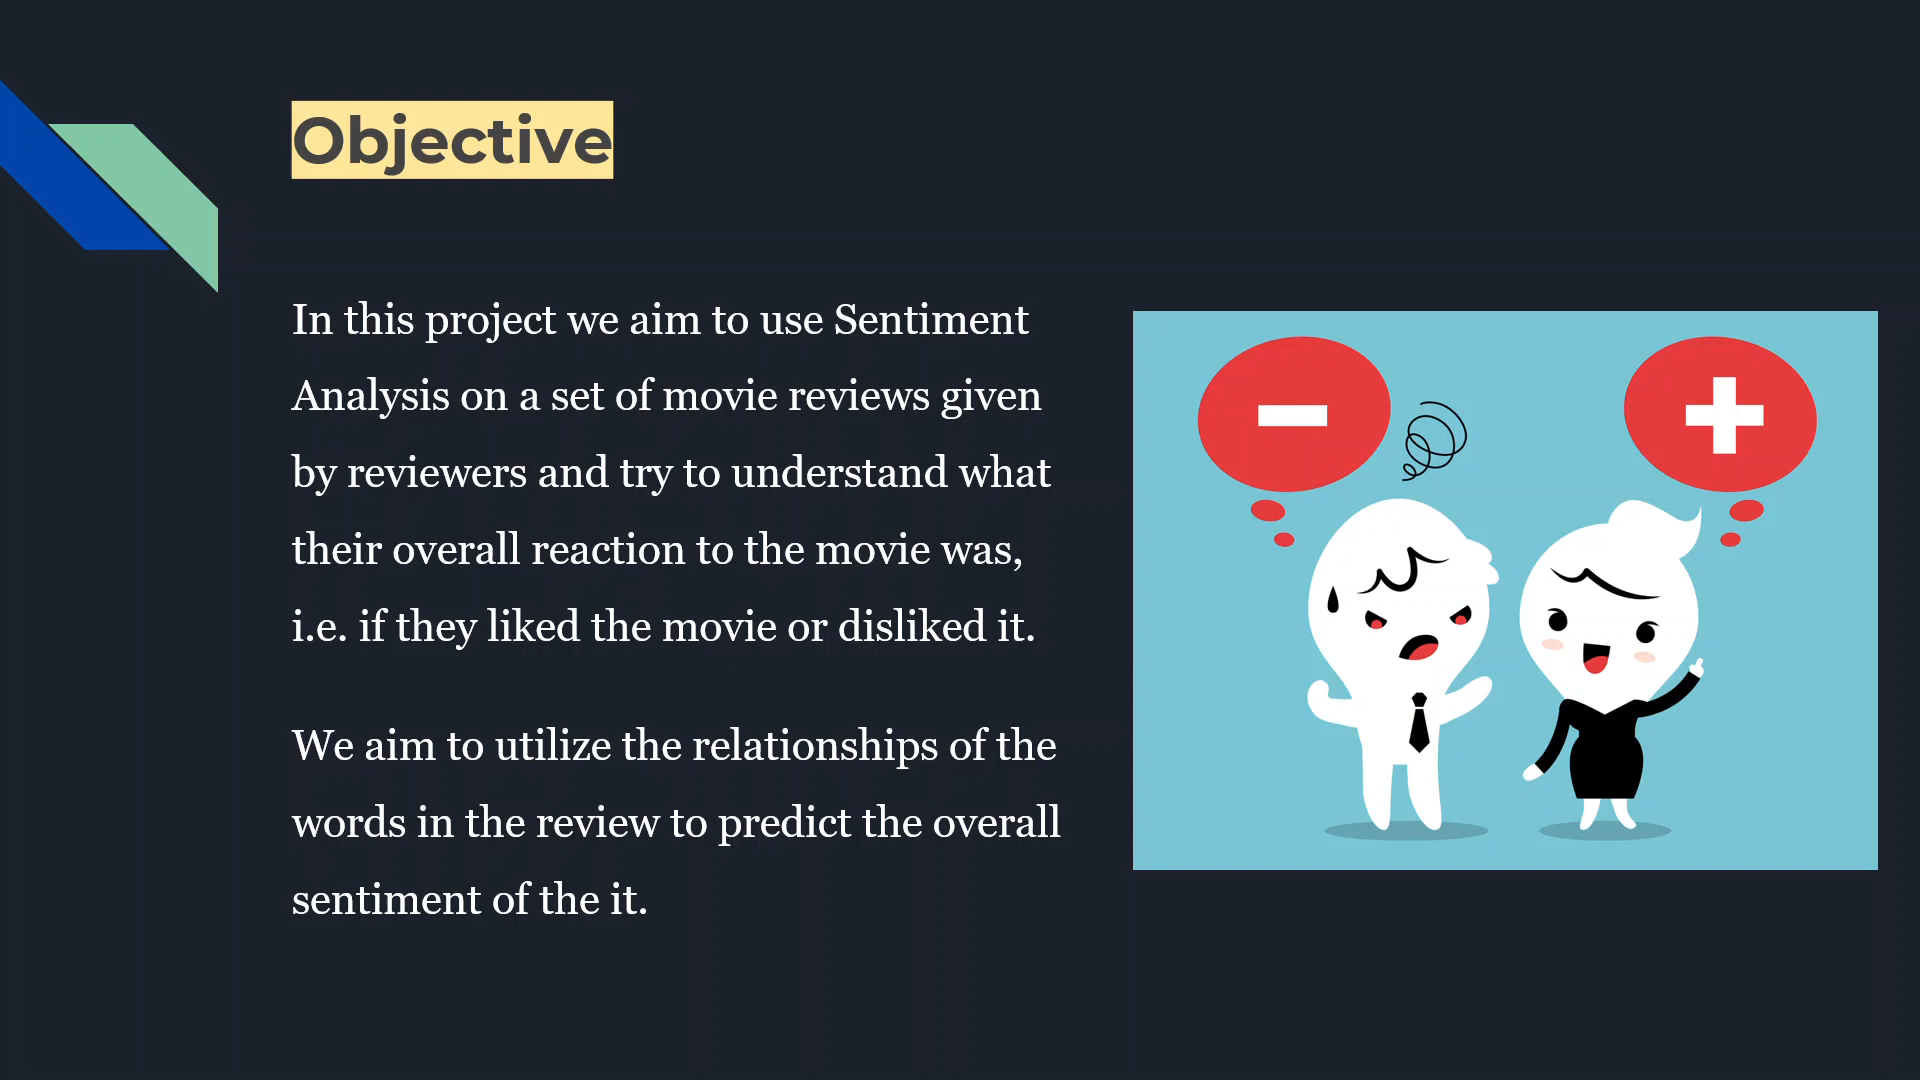 Objective
In this project we aim to use Sentiment
Analysis on a set of movie reviews given
by reviewers and try to understand what
their overall reaction to the movie was,
i.e. if they liked the movie or disliked it.
We aim to utilize the relationships of the
words in the review to predict the overall
sentiment of the it.